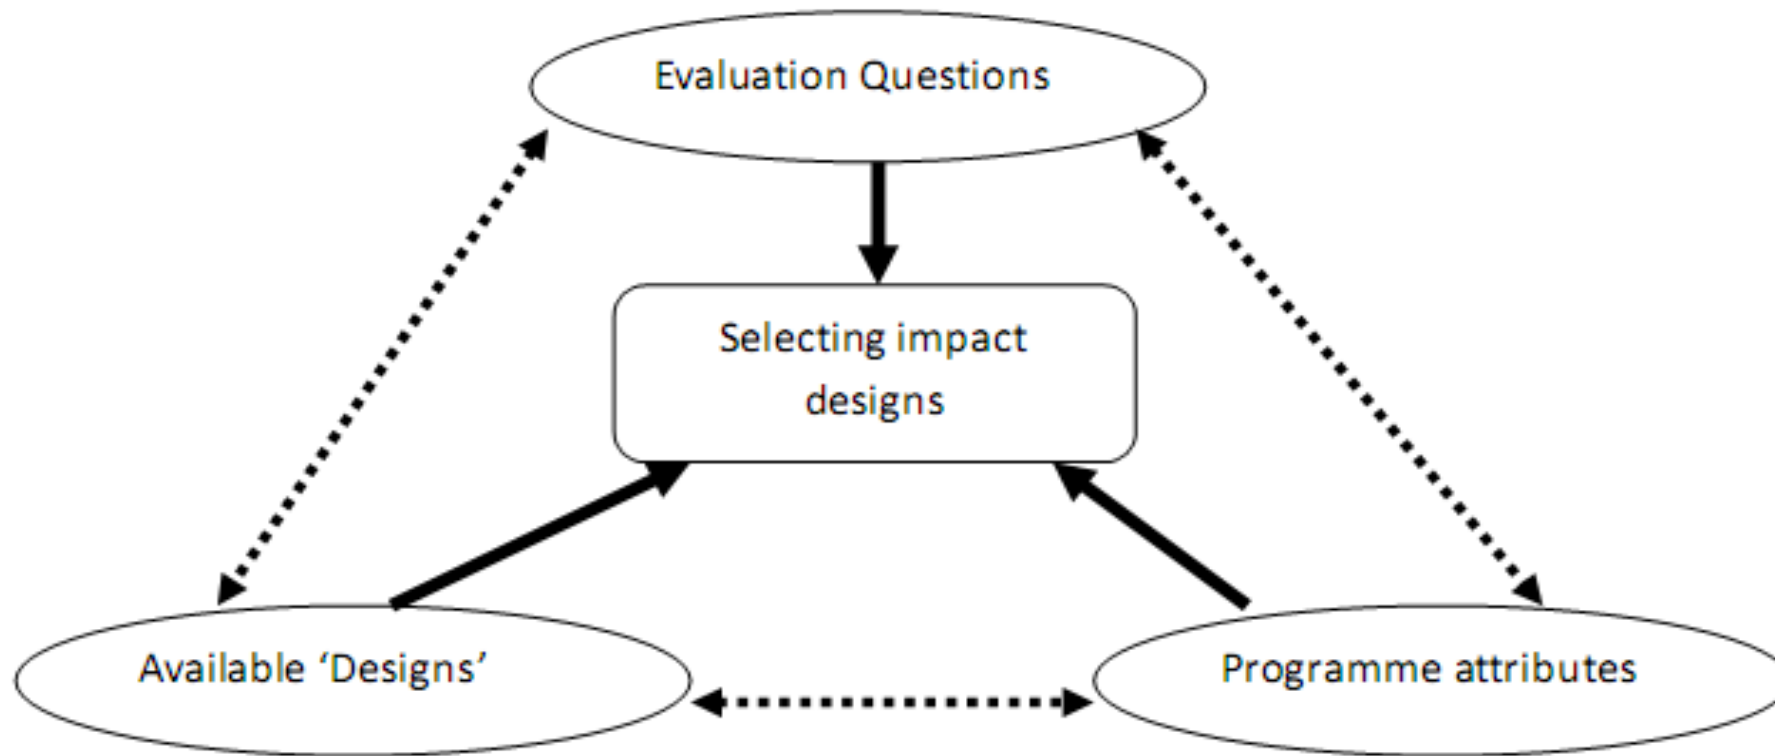 Evaluation Questions
Selecting impact
designs
Available ‘Designs’
Programme attributes